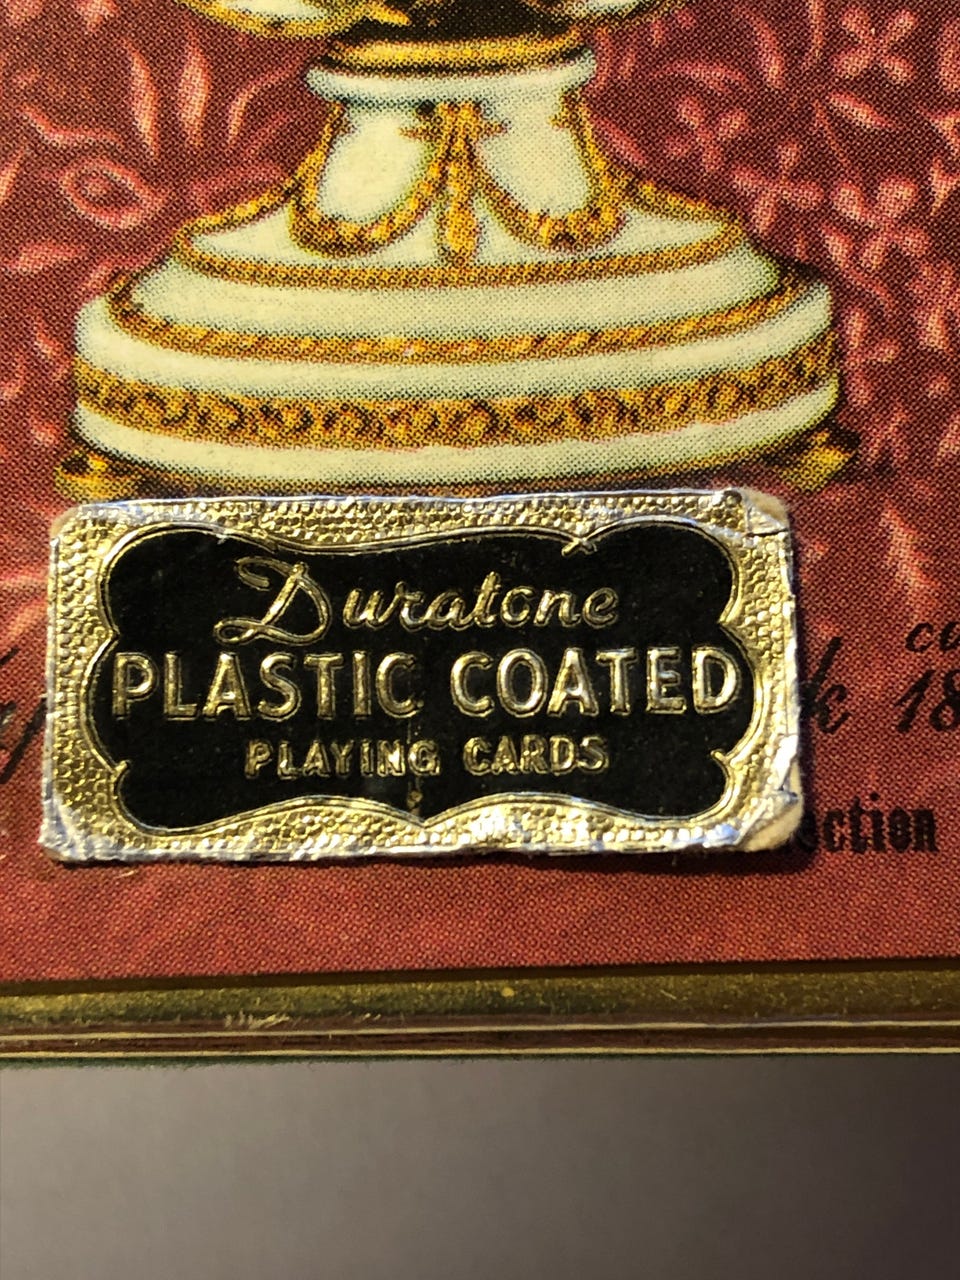 Duratone
PLASTIC COATED
PLAYING CARDS